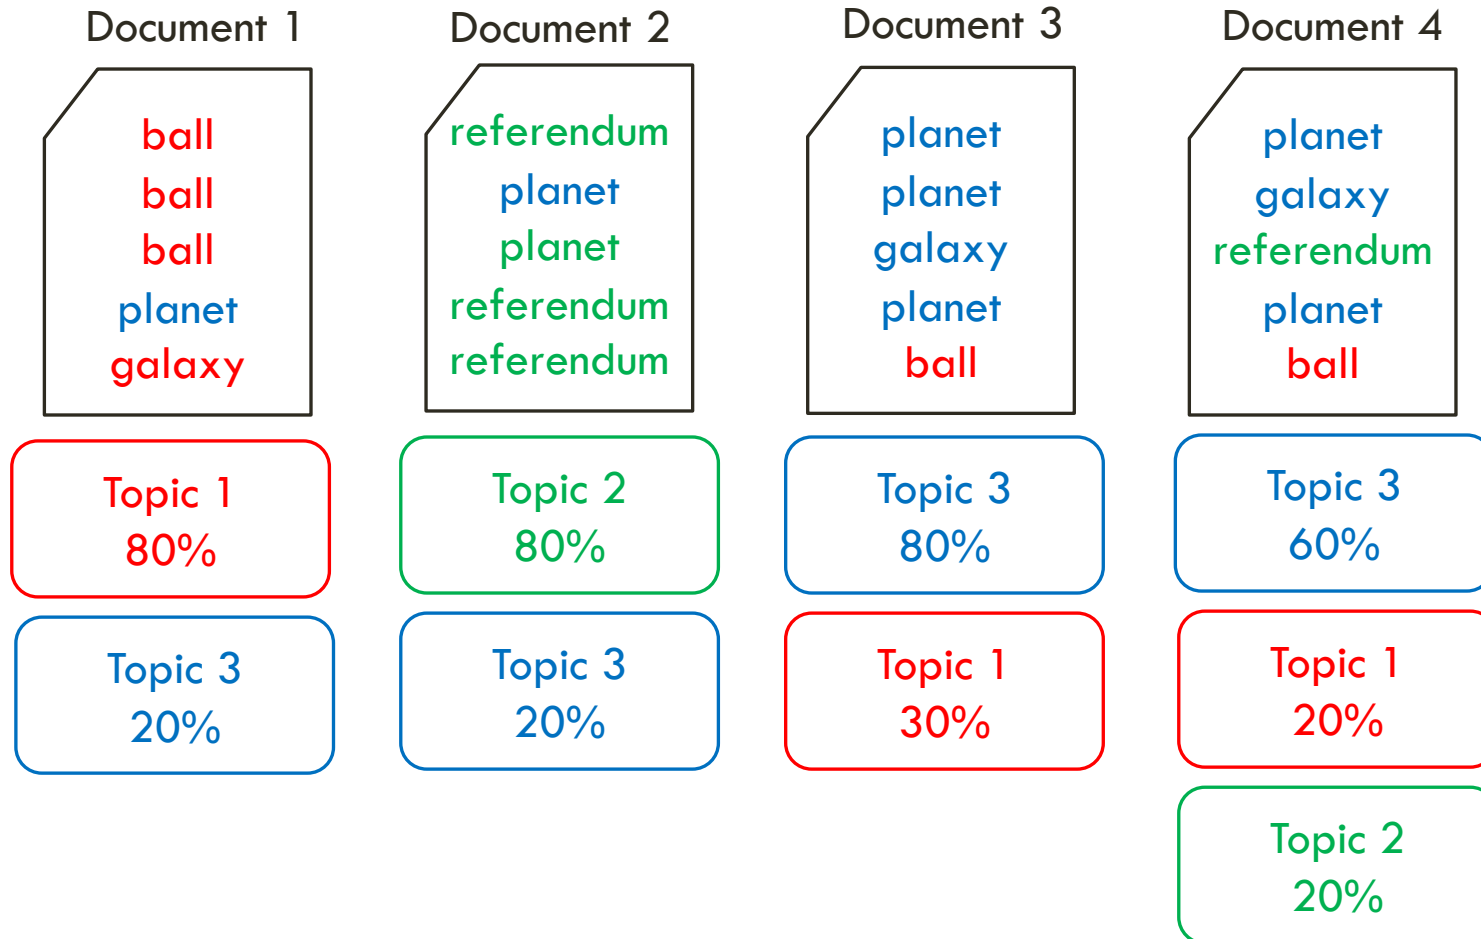 Document 1
ball
ball
ball
planet
galaxy
Topic 1
80%
Topic 3
20%
Document 2
referendum
planet
planet
referendum
referendum
Topic 2
80%
Topic 3
20%
Document 3
planet
planet
galaxy
planet
ball
Topic 3
80%
Topic 1
30%
Document 4
planet
galaxy
referendum
planet
ball
Topic 3
60%
Topic 1
20%
Topic 2
20%